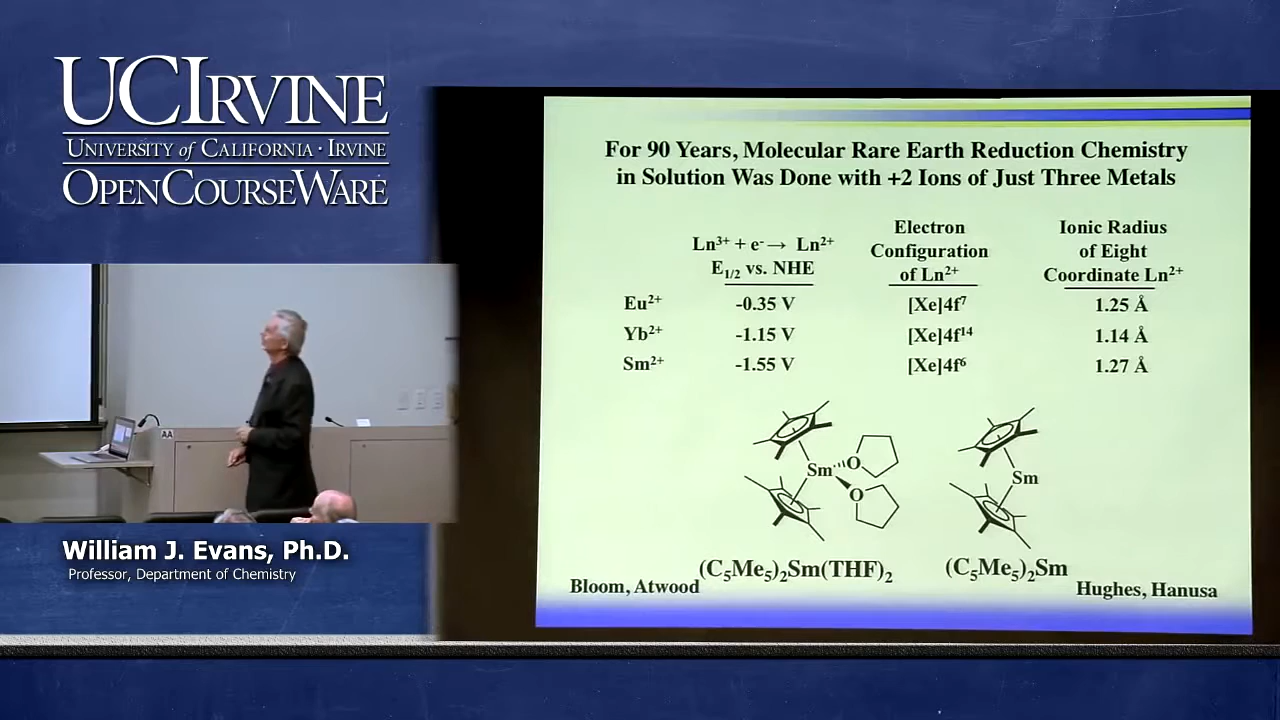 UCIRVINE
UNIVERSITY of CALIFORNIA · IRVINE
OPENCOURSEWARE
AA
William J. Evans, Ph.D.
Professor, Department of Chemistry
For 90 Years, Molecular Rare Earth Reduction Chemistry
in Solution Was Done with +2 Ions of Just Three Metals
Ln³⁺ + e⁻ → Ln²⁺
E₁/₂ vs. NHE
Electron
Configuration
of Ln²⁺
Ionic Radius
of Eight
Coordinate Ln²⁺
Eu²⁺ -0.35 V [Xe]4f⁷ 1.25 Å
Yb²⁺ -1.15 V [Xe]4f¹⁴ 1.14 Å
Sm²⁺ -1.55 V [Xe]4f⁶ 1.27 Å
Sm O
O
Sm
(C₅Me₅)₂Sm(THF)₂
(C₅Me₅)₂Sm
Bloom, Atwood
Hughes, Hanusa